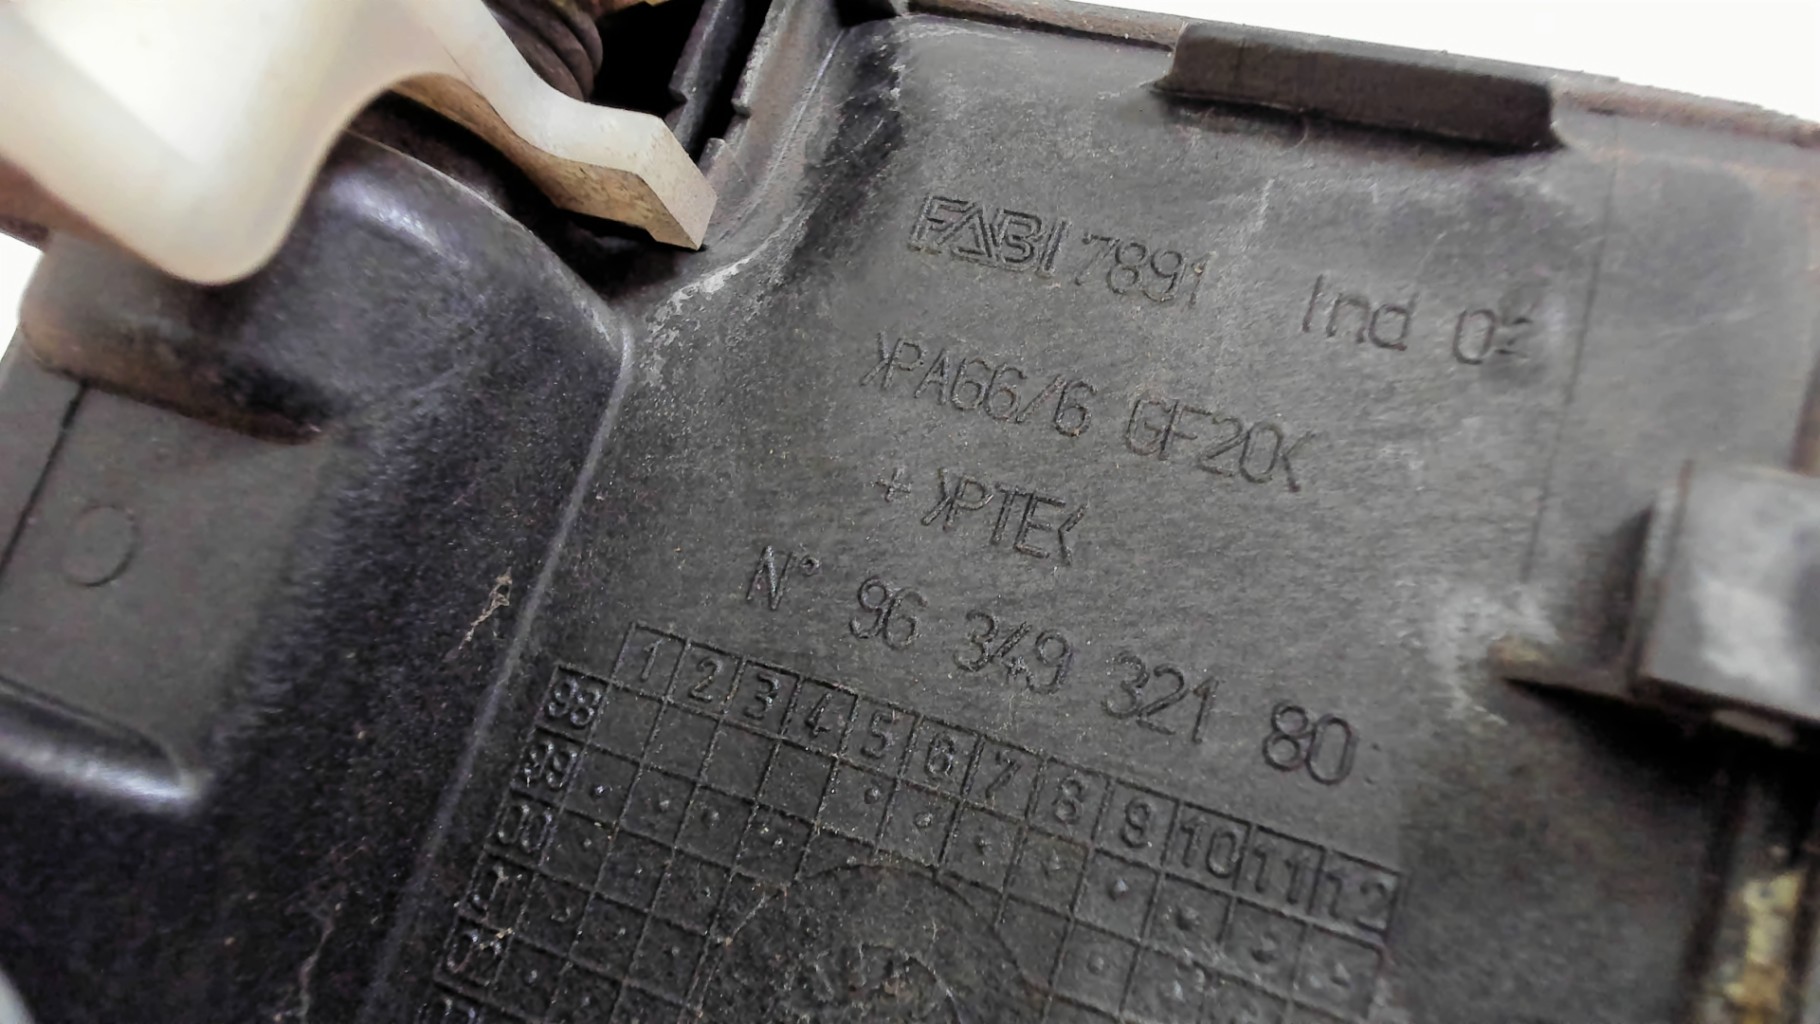 FABI 7891 Ind
>PA66/6 GF20<
+ >PTE<
N° 96 349 321 80
1 2 3 4 5 6 7 8 9 10 11 12
98
99
00